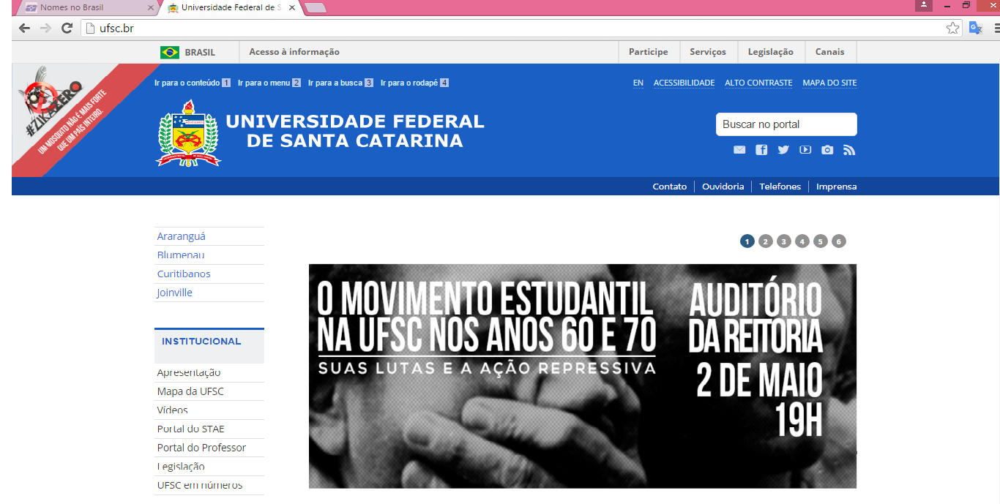 Nomes no Brasil
Universidade Federal de S
ufsc.br
BRASIL
Acesso à informação
Participe
Serviços
Legislação
Canais
#ZIKAZERO
UM MOSQUITO NÃO É MAIS FORTE
QUE UM PAÍS INTEIRO.
Ir para o conteúdo 1 Ir para o menu 2 Ir para a busca 3 Ir para o rodapé 4
EN ACESSIBILIDADE ALTO CONTRASTE MAPA DO SITE
UNIVERSIDADE FEDERAL
DE SANTA CATARINA
Buscar no portal
Contato Ouvidoria Telefones Imprensa
Araranguá
Blumenau
Curitibanos
Joinville
INSTITUCIONAL
Apresentação
Mapa da UFSC
Vídeos
Portal do STAE
Portal do Professor
Legislação
UFSC em números
1 2 3 4 5 6
O MOVIMENTO ESTUDANTIL
NA UFSC NOS ANOS 60 E 70
SUAS LUTAS E A AÇÃO REPRESSIVA
AUDITÓRIO
DA REITORIA
2 DE MAIO
19H